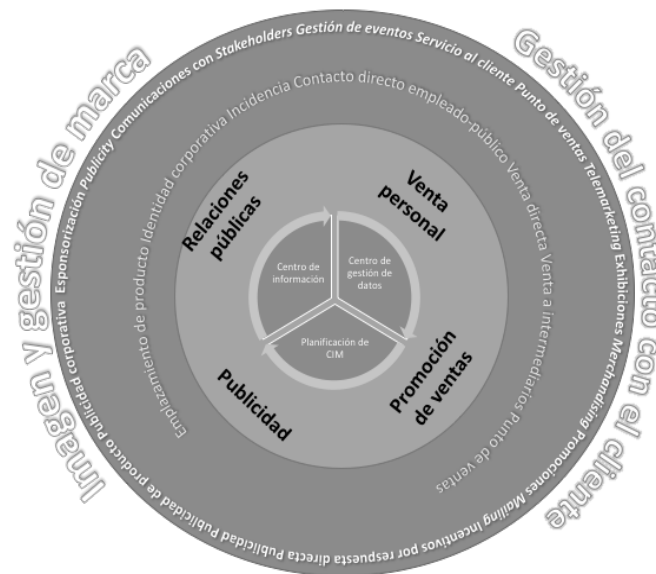 Imagen y gestión de marca
Gestión del contacto con el cliente
Publicidad de respuesta directa Publicidad de producto Publicidad corporativa Esponsorización Publicity Comunicaciones con Stakeholders Gestión de eventos Servicio al cliente Punto de ventas Telemarketing Exhibiciones Merchandising Promociones Mailing Incentivos por
Emplazamiento de producto Identidad corporativa Incidencia Contacto directo empleado-público Venta directa Venta a intermediarios Punto de ventas
Relaciones
públicas
Venta
personal
Publicidad
Promoción
de ventas
Centro de
información
Centro de
gestión de
datos
Planificación de
CIM